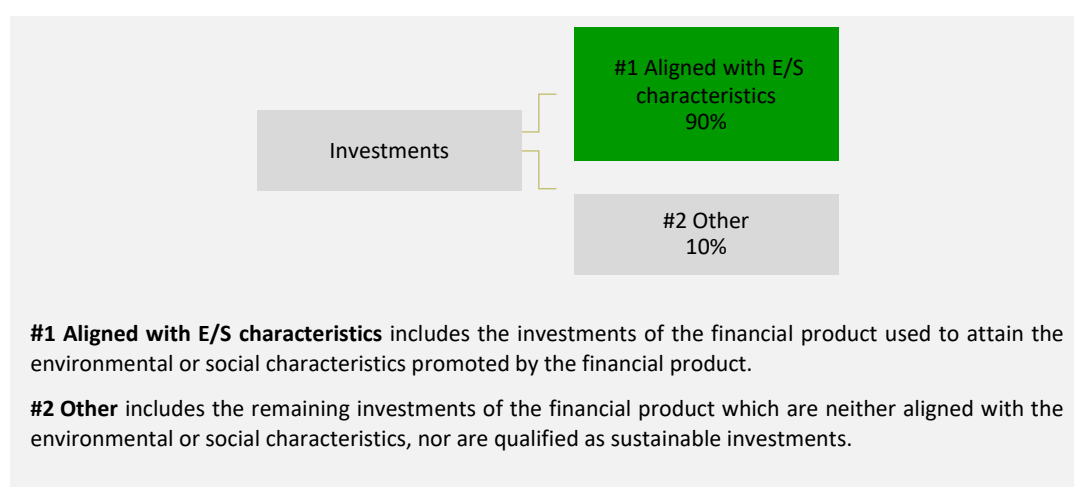 #1 Aligned with E/S
characteristics
90%
Investments
#2 Other
10%
#1 Aligned with E/S characteristics includes the investments of the financial product used to attain the
environmental or social characteristics promoted by the financial product.
#2 Other includes the remaining investments of the financial product which are neither aligned with the
environmental or social characteristics, nor are qualified as sustainable investments.